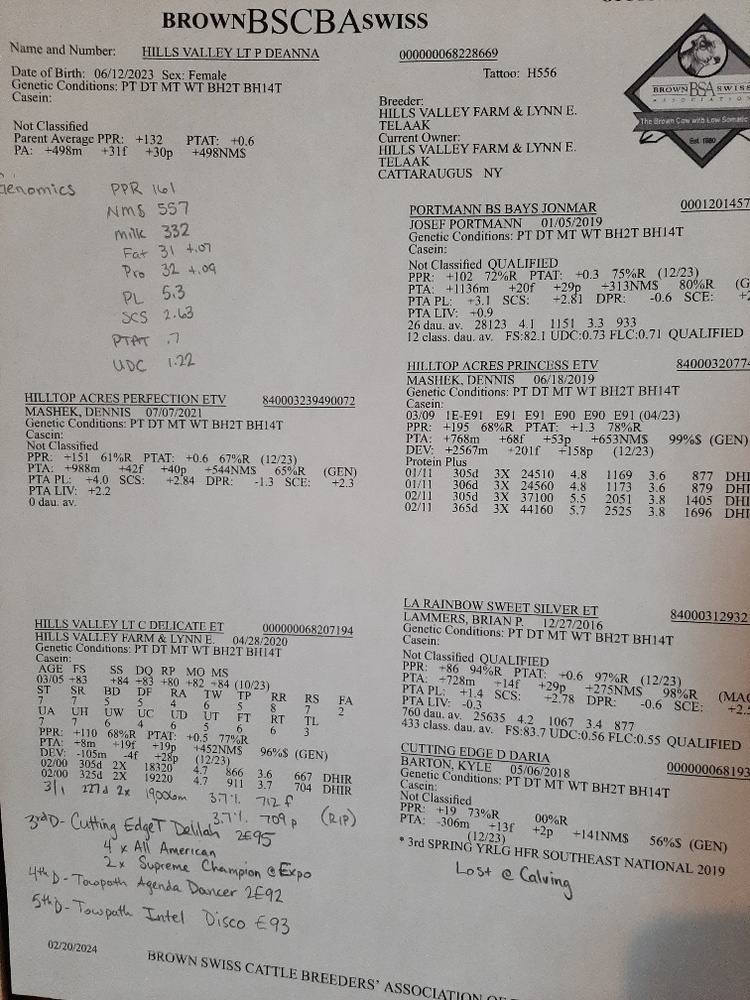 BROWN BSCBA SWISS
Name and Number: HILLS VALLEY LT P DEANNA 000000068228669
Date of Birth: 06/12/2023 Sex: Female Tattoo: H556
Genetic Conditions: PT DT MT WT BH2T BH14T
Casein:
Not Classified
Parent Average PPR: +132 PTAT: +0.6
PA: +498m +31f +30p +498NM$
Breeder:
HILLS VALLEY FARM & LYNN E.
TELAAK
Current Owner:
HILLS VALLEY FARM & LYNN E.
TELAAK
CATTARAUGUS NY
BROWN BSA SWISS
ASSOCIATION
The Brown Cow with Low Somatic
Est 1880
Genomics PPR 161
NM$ 557
milk 332
Fat 31 +.07
Pro 32 +.09
PL 5.3
SCS 2.63
PTAT .7
UDC 1.22
PORTMANN BS BAYS JONMAR 0001201457
JOSEF PORTMANN 01/05/2019
Genetic Conditions: PT DT MT WT BH2T BH14T
Casein:
Not Classified QUALIFIED
PPR: +102 72%R PTAT: +0.3 75%R (12/23)
PTA: +1136m +20f +29p +313NM$ 80%R (G
PTA PL: +3.1 SCS: +2.81 DPR: -0.6 SCE: +2
PTA LIV: +0.9
26 dau. av. 28123 4.1 1151 3.3 933
12 class. dau. av. FS:82.1 UDC:0.73 FLC:0.71 QUALIFIED
HILLTOP ACRES PERFECTION ETV 840003239490072
MASHEK, DENNIS 07/07/2021
Genetic Conditions: PT DT MT WT BH2T BH14T
Casein:
Not Classified
PPR: +151 61%R PTAT: +0.6 67%R (12/23)
PTA: +988m +42f +40p +544NM$ 65%R (GEN)
PTA PL: +4.0 SCS: +2.84 DPR: -1.3 SCE: +2.3
PTA LIV: +2.2
0 dau. av.
HILLTOP ACRES PRINCESS ETV 8400032077
MASHEK, DENNIS 06/18/2019
Genetic Conditions: PT DT MT WT BH2T BH14T
Casein:
03/09 1E-E91 E91 E91 E90 E90 E91 (04/23)
PPR: +195 68%R PTAT: +1.3 78%R
PTA: +768m +68f +53p +653NM$ 99%$ (GEN)
DEV: +2567m +201f +158p (12/23)
Protein Plus
01/11 305d 3X 24510 4.8 1169 3.6 877 DHI
01/11 306d 3X 24560 4.8 1173 3.6 879 DHI
02/11 305d 3X 37100 5.5 2051 3.8 1405 DHI
02/11 365d 3X 44160 5.7 2525 3.8 1696 DHI
HILLS VALLEY LT C DELICATE ET 000000068207194
HILLS VALLEY FARM & LYNN E. 04/28/2020
Genetic Conditions: PT DT MT WT BH2T BH14T
Casein:
AGE FS SS DQ RP MO MS
03/05 +83 +84 +83 +80 +82 +84 (10/23)
ST SR BD DF RA TW TP RR RS FA
7 7 5 5 4 6 5 8 7 2
UA UH UW UC UD UT FT RT TL
7 7 6 6 5 5 6 6 3
PPR: +110 68%R PTAT: +0.5 77%R
PTA: +8m +19f +19p +452NM$ 96%$ (GEN)
DEV: -105m -4f +28p (12/23)
02/00 305d 2X 18320 4.7 866 3.6 667 DHIR
02/00 325d 2X 19220 4.7 911 3.7 704 DHIR
3/1 277d 2x 19006m 3.7% 712f
3.7% 709p (RIP)
3rd D- Cutting Edge T Delilah 2E95
4 x All American
2x Supreme Champion @ Expo
4th D- Towpath Agenda Dancer 2E92
5th D- Towpath Intel Disco E93
LA RAINBOW SWEET SILVER ET 84000312932
LAMMERS, BRIAN P. 12/27/2016
Genetic Conditions: PT DT MT WT BH2T BH14T
Casein:
Not Classified QUALIFIED
PPR: +86 94%R PTAT: +0.6 97%R (12/23)
PTA: +728m +14f +29p +275NM$ 98%R (MAC
PTA PL: +1.4 SCS: +2.78 DPR: -0.6 SCE: +2.5
PTA LIV: -0.3
760 dau. av. 25635 4.2 1067 3.4 877
433 class. dau. av. FS:83.7 UDC:0.56 FLC:0.55 QUALIFIED
CUTTING EDGE D DARIA 000000068193
BARTON, KYLE 05/06/2018
Genetic Conditions: PT DT MT WT BH2T BH14T
Not Classified
PPR: +19 73%R 00%R
PTA: -306m +13f +2p +141NM$ 56%$ (GEN)
(12/23)
* 3rd SPRING YRLG HFR SOUTHEAST NATIONAL 2019
Lost @ Calving
02/20/2024
BROWN SWISS CATTLE BREEDERS' ASSOCIATION OF